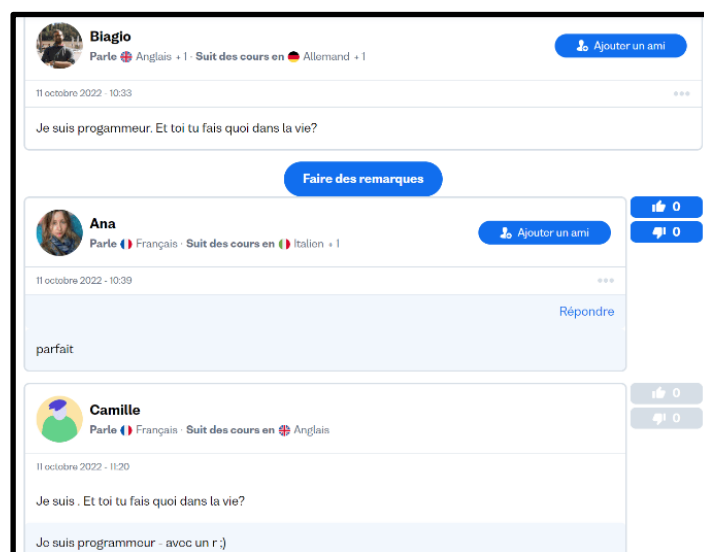 Biagio
Parle Anglais + 1 · Suit des cours en Allemand + 1
Ajouter un ami
11 octobre 2022 - 10:33
Je suis progammeur. Et toi tu fais quoi dans la vie?
Faire des remarques
0
0
Ana
Parle Français · Suit des cours en Italien + 1
Ajouter un ami
11 octobre 2022 - 10:39
Répondre
parfait
0
0
Camille
Parle Français · Suit des cours en Anglais
11 octobre 2022 - 11:20
Je suis . Et toi tu fais quoi dans la vie?
Je suis programmeur - avec un r ;)